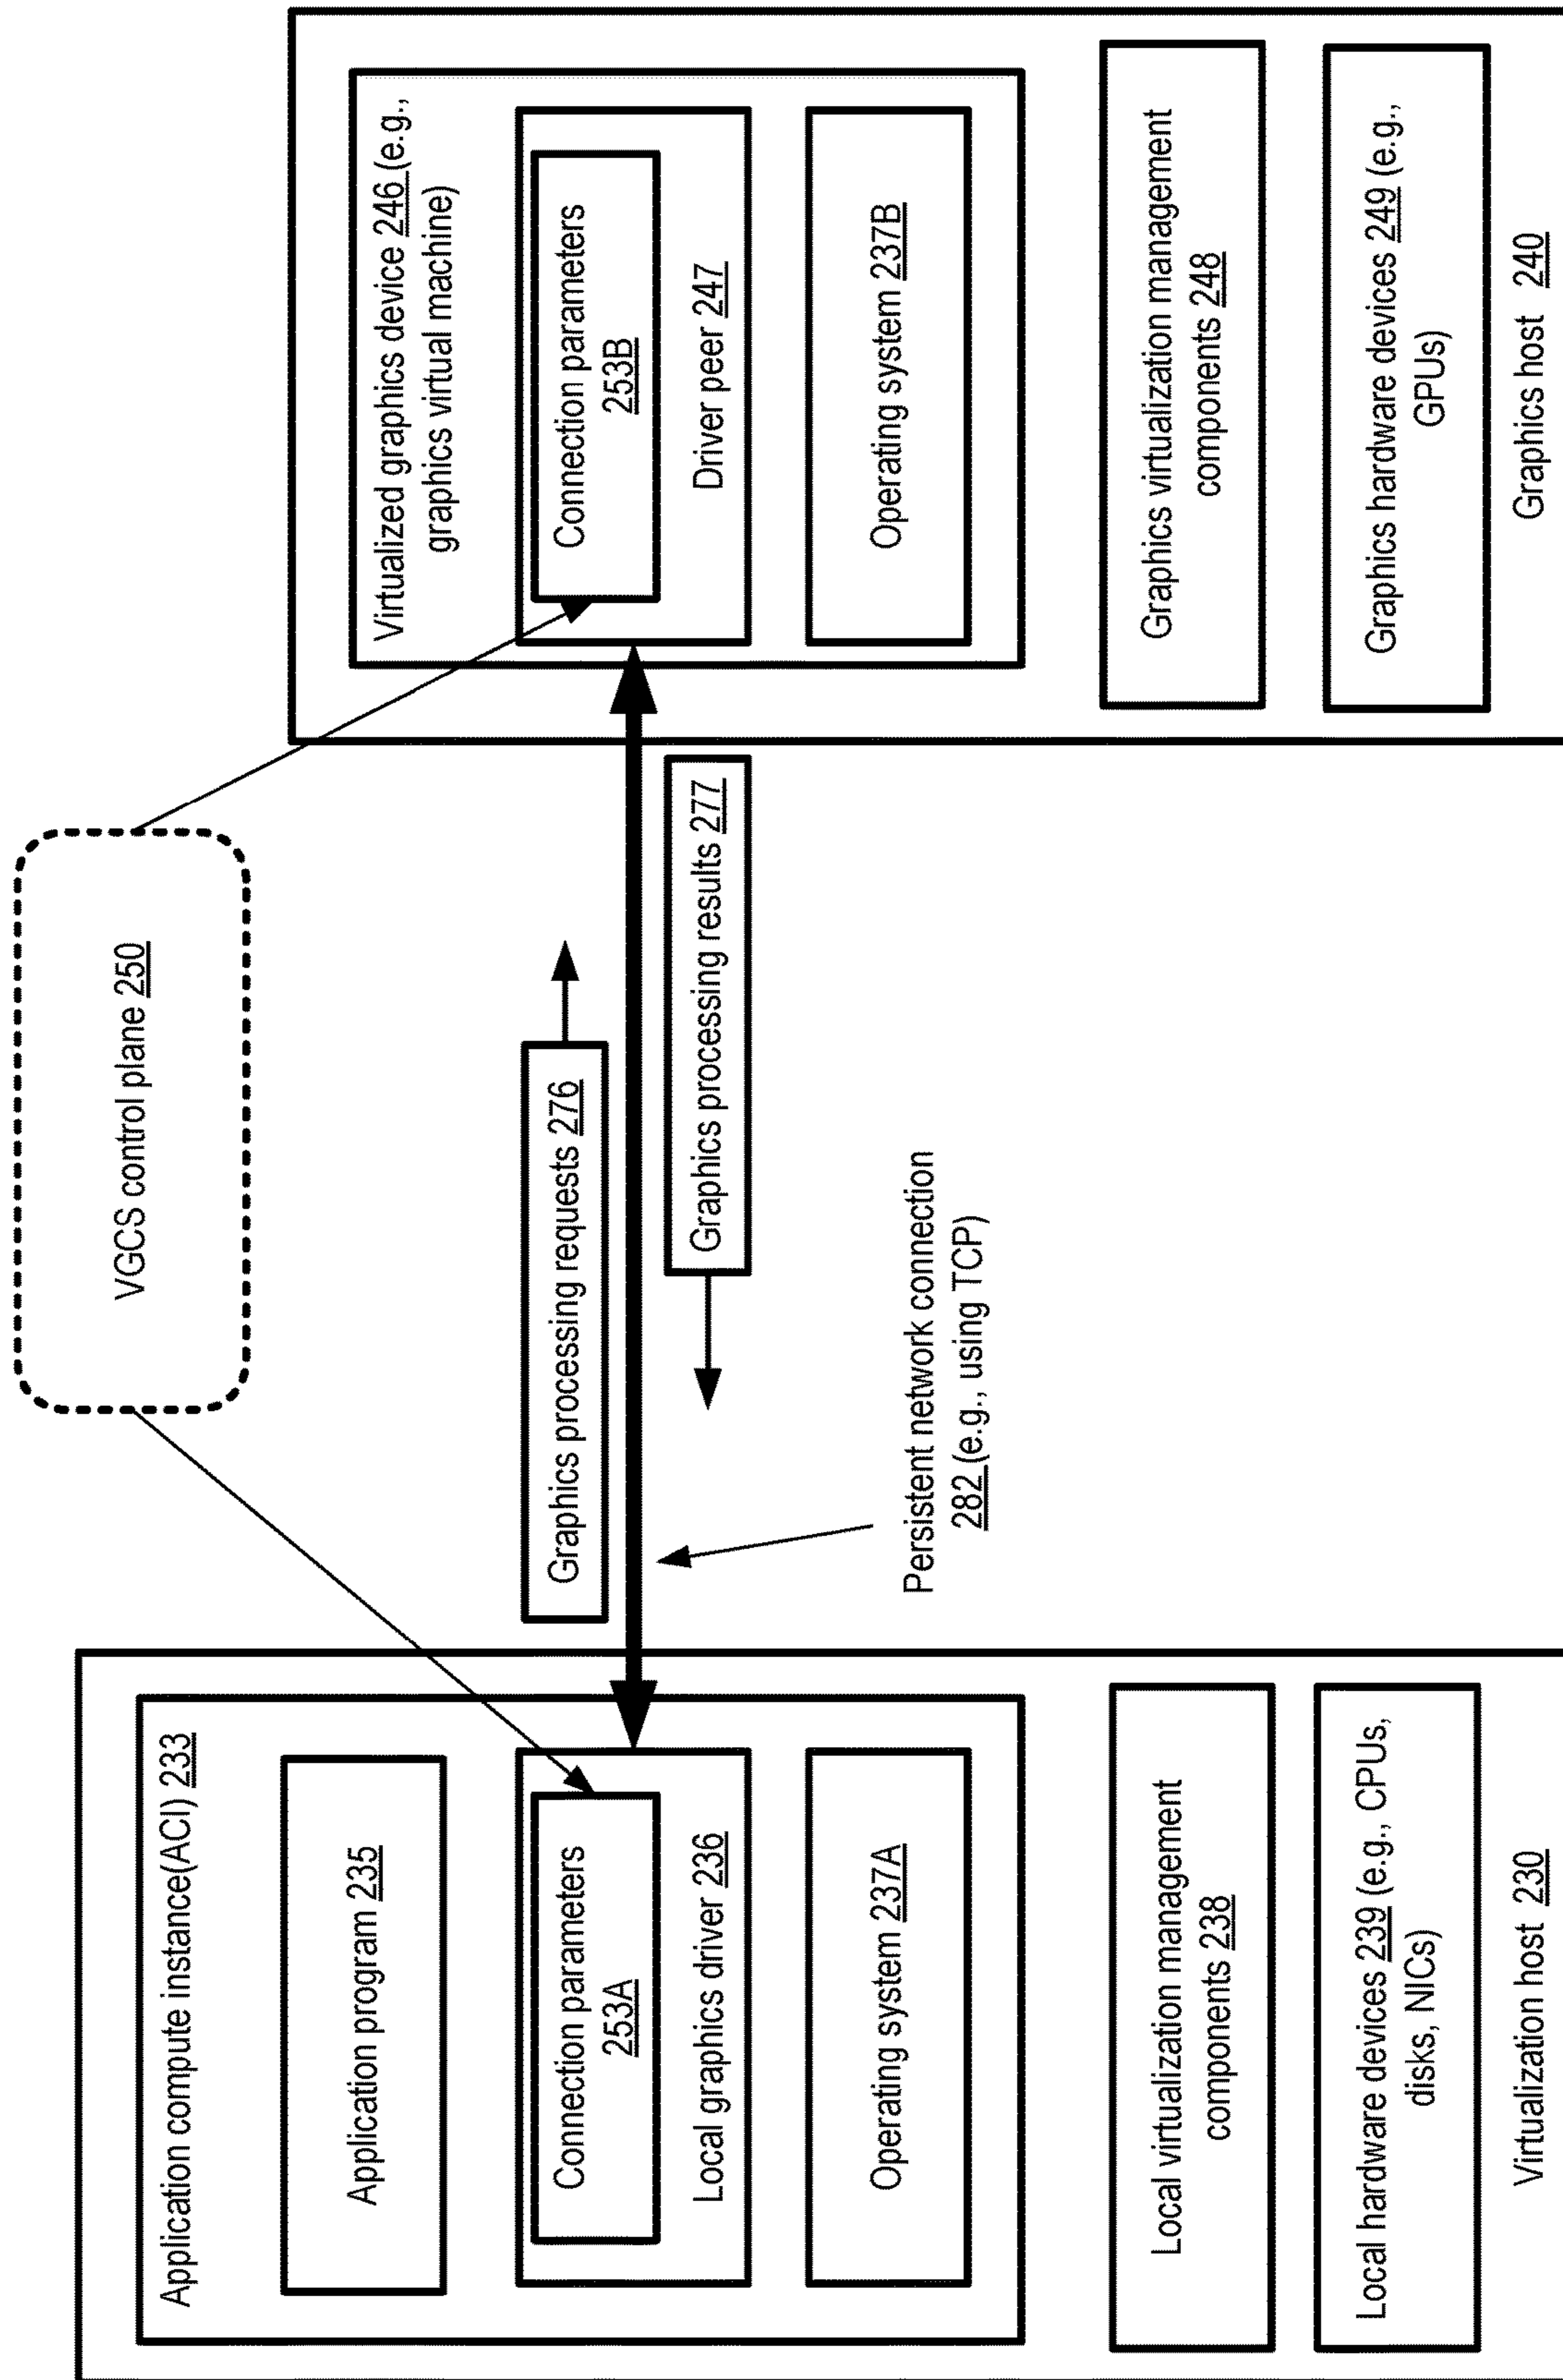 VGCS control plane 250
Application compute instance(ACI) 233
Application program 235
Connection parameters
253A
Local graphics driver 236
Operating system 237A
Local virtualization management
components 238
Local hardware devices 239 (e.g., CPUs,
disks, NICs)
Virtualization host 230
Graphics processing requests 276
Graphics processing results 277
Persistent network connection
282 (e.g., using TCP)
Virtualized graphics device 246 (e.g.,
graphics virtual machine)
Connection parameters
253B
Driver peer 247
Operating system 237B
Graphics virtualization management
components 248
Graphics hardware devices 249 (e.g.,
GPUs)
Graphics host 240